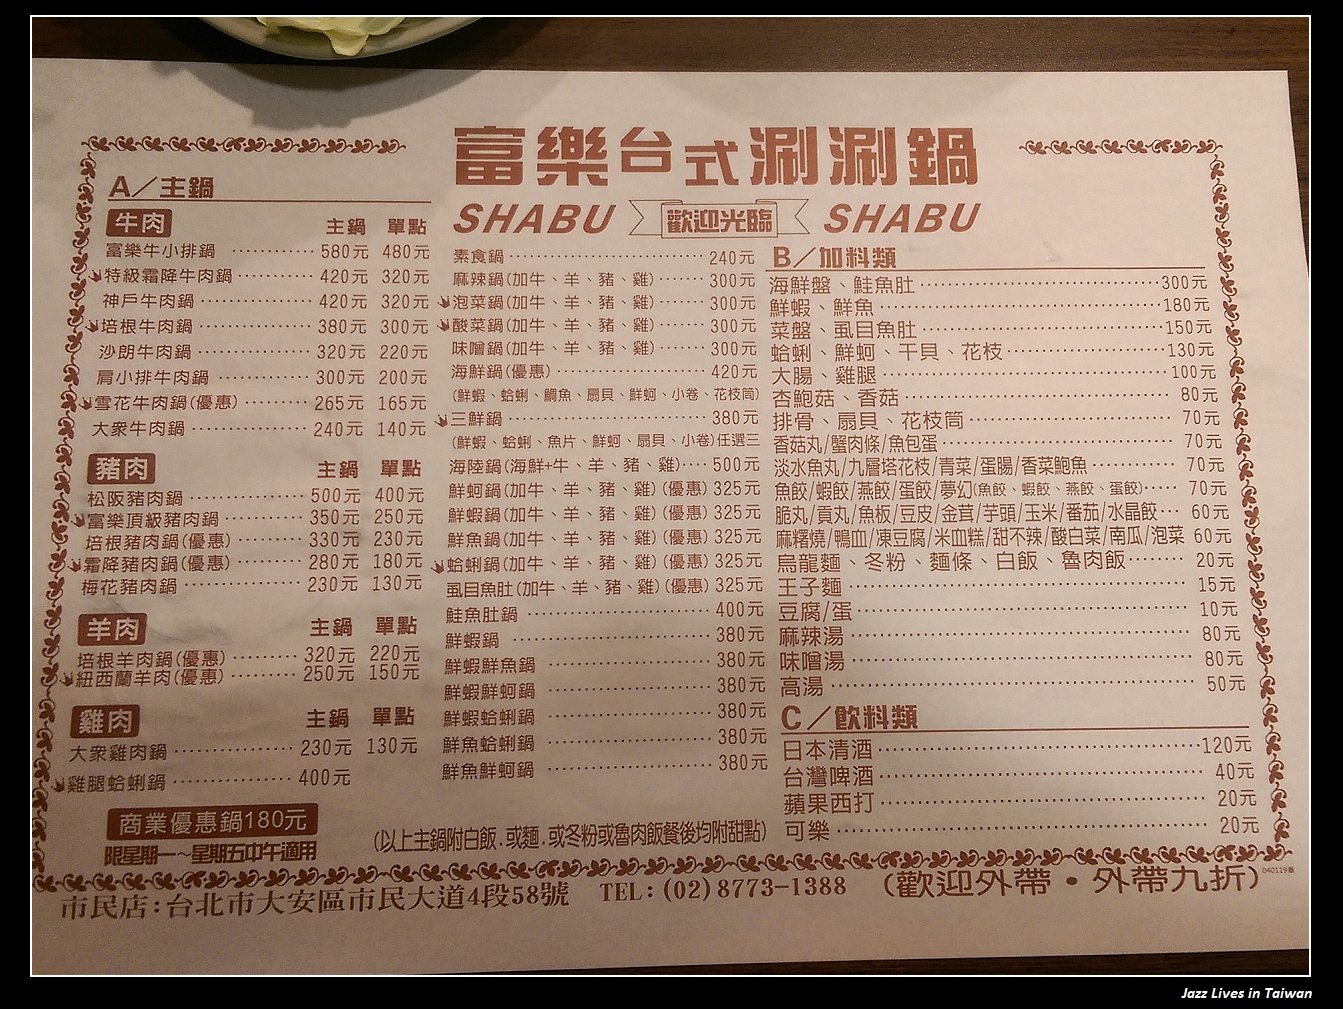 富樂台式涮涮鍋
SHABU 歡迎光臨 SHABU
A／主鍋
牛肉 主鍋 單點
富樂牛小排鍋 580元 480元
特級霜降牛肉鍋 420元 320元
神戶牛肉鍋 420元 320元
培根牛肉鍋 380元 300元
沙朗牛肉鍋 320元 220元
肩小排牛肉鍋 300元 200元
雪花牛肉鍋(優惠) 265元 165元
大衆牛肉鍋 240元 140元
豬肉 主鍋 單點
松阪豬肉鍋 500元 400元
富樂頂級豬肉鍋 350元 250元
培根豬肉鍋(優惠) 330元 230元
霜降豬肉鍋(優惠) 280元 180元
梅花豬肉鍋 230元 130元
羊肉 主鍋 單點
培根羊肉鍋(優惠) 320元 220元
紐西蘭羊肉(優惠) 250元 150元
雞肉 主鍋 單點
大衆雞肉鍋 230元 130元
雞腿蛤蜊鍋 400元
商業優惠鍋180元
限星期一~星期五中午適用
素食鍋 240元
麻辣鍋(加牛、羊、豬、雞) 300元
泡菜鍋(加牛、羊、豬、雞) 300元
酸菜鍋(加牛、羊、豬、雞) 300元
味噌鍋(加牛、羊、豬、雞) 300元
海鮮鍋(優惠) 420元
(鮮蝦、蛤蜊、鯛魚、扇貝、鮮蚵、小卷、花枝筒)
三鮮鍋 380元
(鮮蝦、蛤蜊、魚片、鮮蚵、扇貝、小卷)任選三
海陸鍋(海鮮+牛、羊、豬、雞) 500元
鮮蚵鍋(加牛、羊、豬、雞)(優惠) 325元
鮮蝦鍋(加牛、羊、豬、雞)(優惠) 325元
鮮魚鍋(加牛、羊、豬、雞)(優惠) 325元
蛤蜊鍋(加牛、羊、豬、雞)(優惠) 325元
虱目魚肚(加牛、羊、豬、雞)(優惠) 325元
鮭魚肚鍋 400元
鮮蝦鍋 380元
鮮蝦鮮魚鍋 380元
鮮蝦鮮蚵鍋 380元
鮮蝦蛤蜊鍋 380元
鮮魚蛤蜊鍋 380元
鮮魚鮮蚵鍋 380元
(以上主鍋附白飯.或麵.或冬粉或魯肉飯餐後均附甜點)
B／加料類
海鮮盤、鮭魚肚 300元
鮮蝦、鮮魚 180元
菜盤、虱目魚肚 150元
蛤蜊、鮮蚵、干貝、花枝 130元
大腸、雞腿 100元
杏鮑菇、香菇 80元
排骨、扇貝、花枝筒 70元
香菇丸/蟹肉條/魚包蛋 70元
淡水魚丸/九層塔花枝/青菜/蛋腸/香菜鮑魚 70元
魚餃/蝦餃/燕餃/蛋餃/夢幻(魚餃、蝦餃、燕餃、蛋餃) 70元
脆丸/貢丸/魚板/豆皮/金茸/芋頭/玉米/番茄/水晶餃 60元
麻糬燒/鴨血/凍豆腐/米血糕/甜不辣/酸白菜/南瓜/泡菜 60元
烏龍麵、冬粉、麵條、白飯、魯肉飯 20元
王子麵 15元
豆腐/蛋 10元
麻辣湯 80元
味噌湯 80元
高湯 50元
C／飲料類
日本清酒 120元
台灣啤酒 40元
蘋果西打 20元
可樂 20元
市民店:台北市大安區市民大道4段58號 TEL:(02)8773-1388 (歡迎外帶·外帶九折)
040119版
Jazz Lives in Taiwan